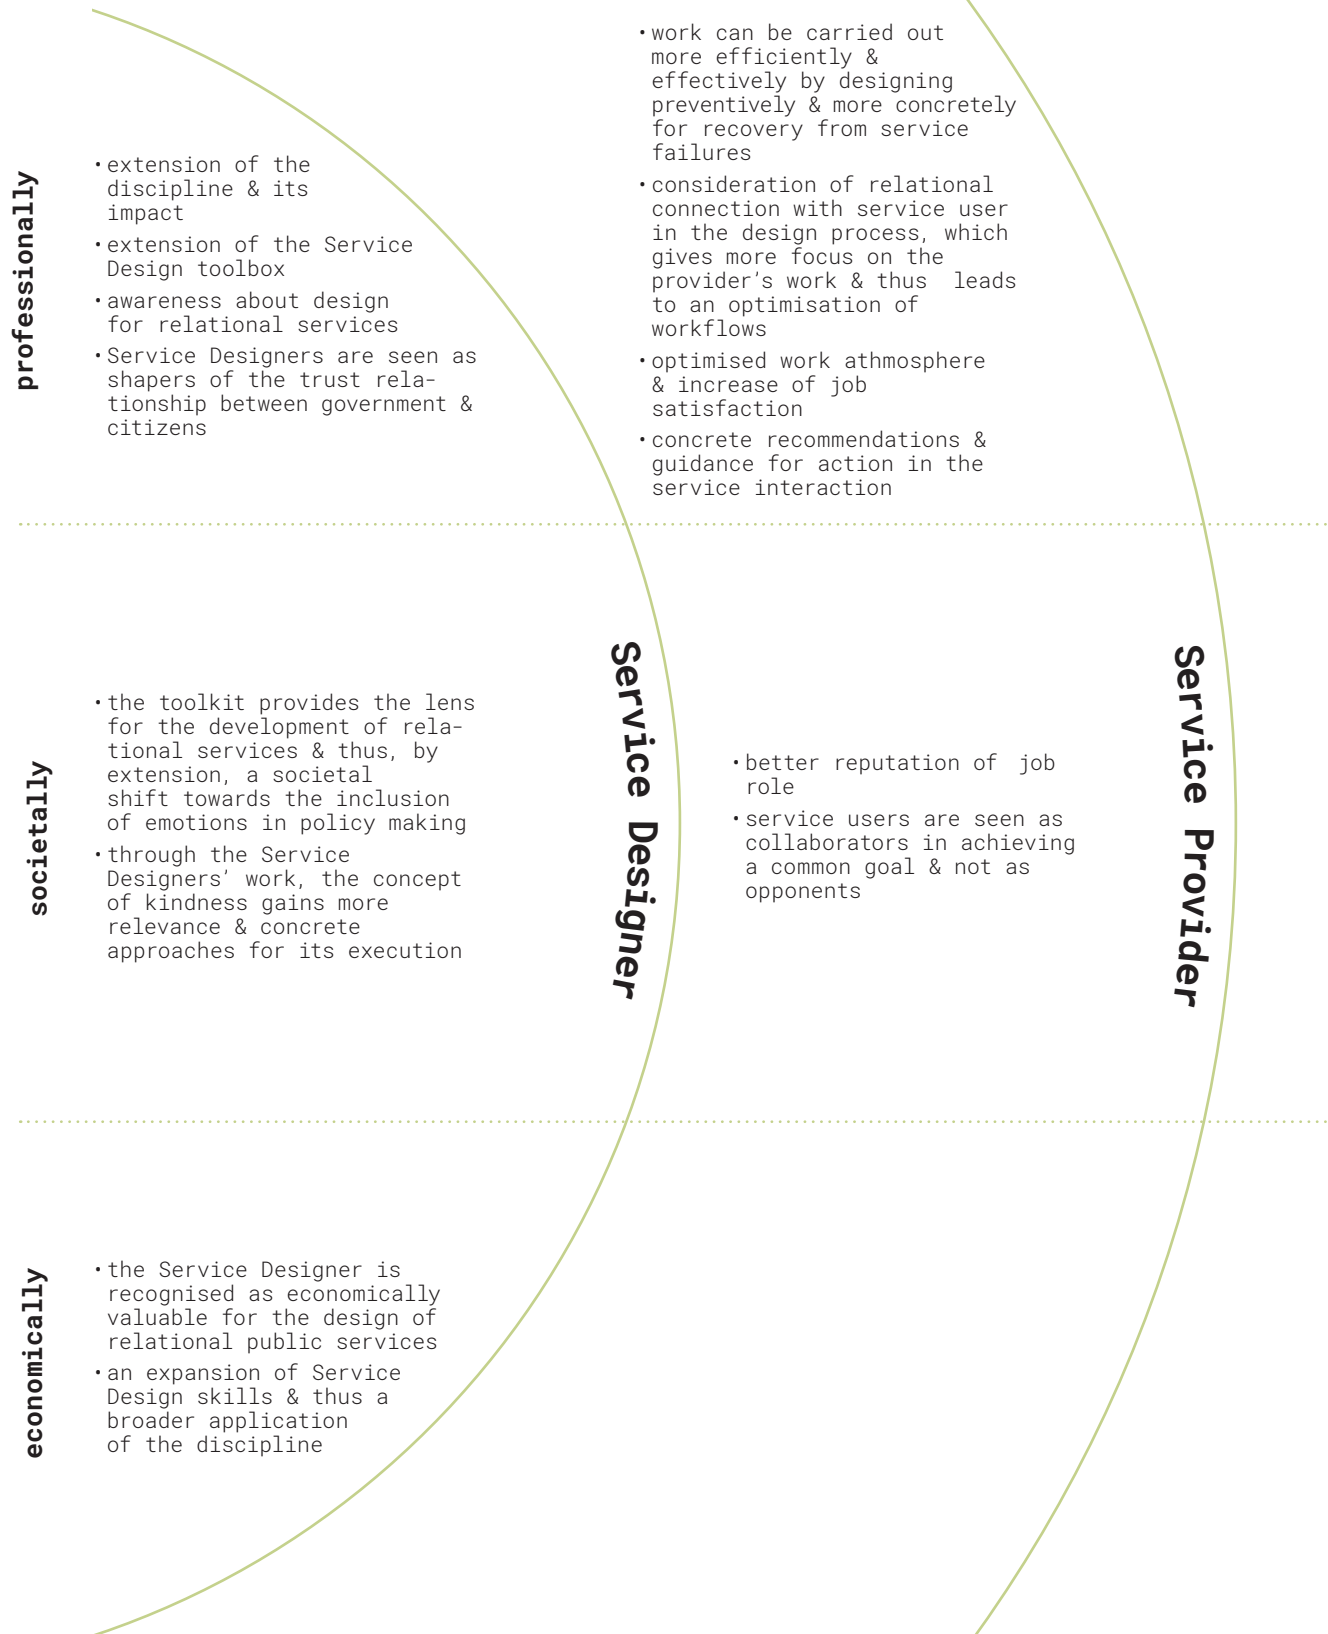 professionally
• extension of the
discipline & its
impact
• extension of the Service
Design toolbox
• awareness about design
for relational services
• Service Designers are seen as
shapers of the trust rela-
tionship between government &
citizens
• work can be carried out
more efficiently &
effectively by designing
preventively & more concretely
for recovery from service
failures
• consideration of relational
connection with service user
in the design process, which
gives more focus on the
provider's work & thus  leads
to an optimisation of
workflows
• optimised work athmosphere
& increase of job
satisfaction
• concrete recommendations &
guidance for action in the
service interaction
societally
• the toolkit provides the lens
for the development of rela-
tional services & thus, by
extension, a societal
shift towards the inclusion
of emotions in policy making
• through the Service
Designers’ work, the concept
of kindness gains more
relevance & concrete
approaches for its execution
Service Designer
• better reputation of  job
role
• service users are seen as
collaborators in achieving
a common goal & not as
opponents
Service Provider
economically
• the Service Designer is
recognised as economically
valuable for the design of
relational public services
• an expansion of Service
Design skills & thus a
broader application
of the discipline